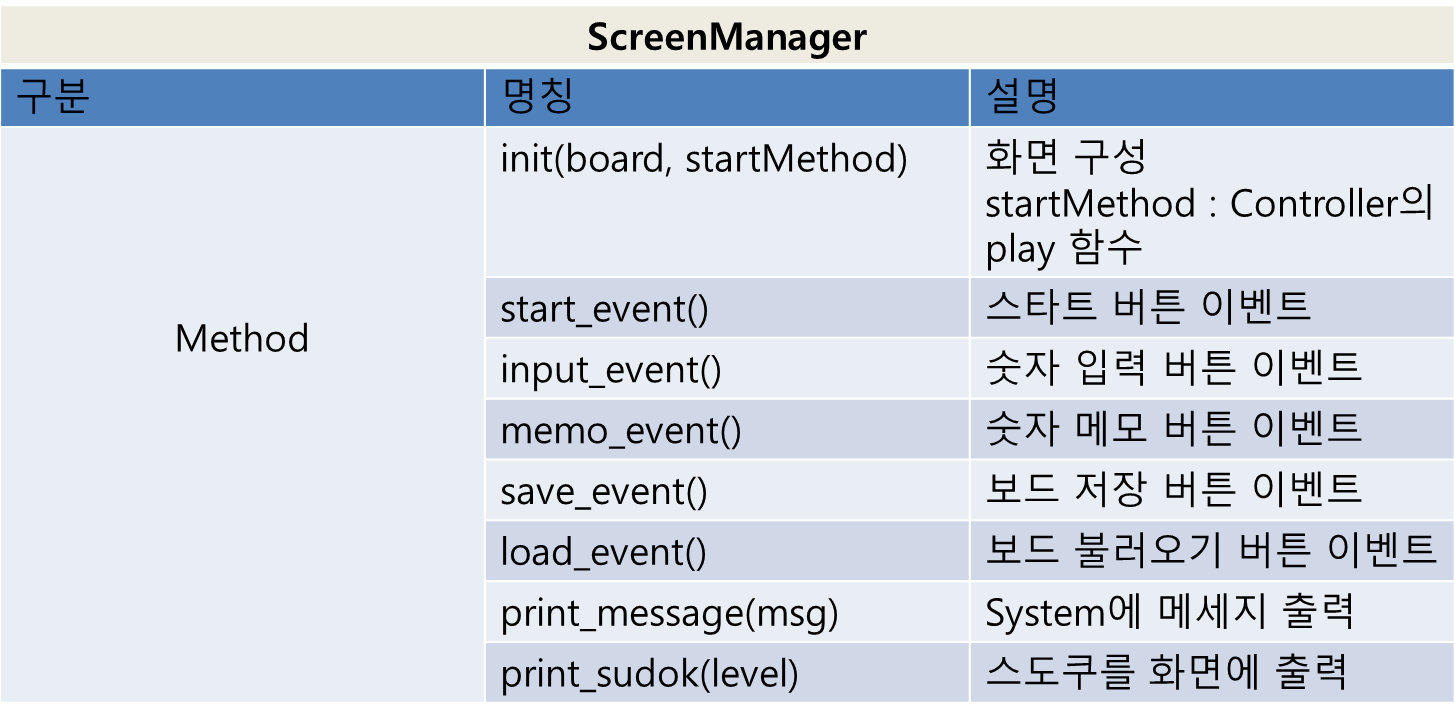 ScreenManager
구분 명칭 설명
Method
init(board, startMethod) 화면 구성
startMethod : Controller의
play 함수
start_event() 스타트 버튼 이벤트
input_event() 숫자 입력 버튼 이벤트
memo_event() 숫자 메모 버튼 이벤트
save_event() 보드 저장 버튼 이벤트
load_event() 보드 불러오기 버튼 이벤트
print_message(msg) System에 메세지 출력
print_sudok(level) 스도쿠를 화면에 출력